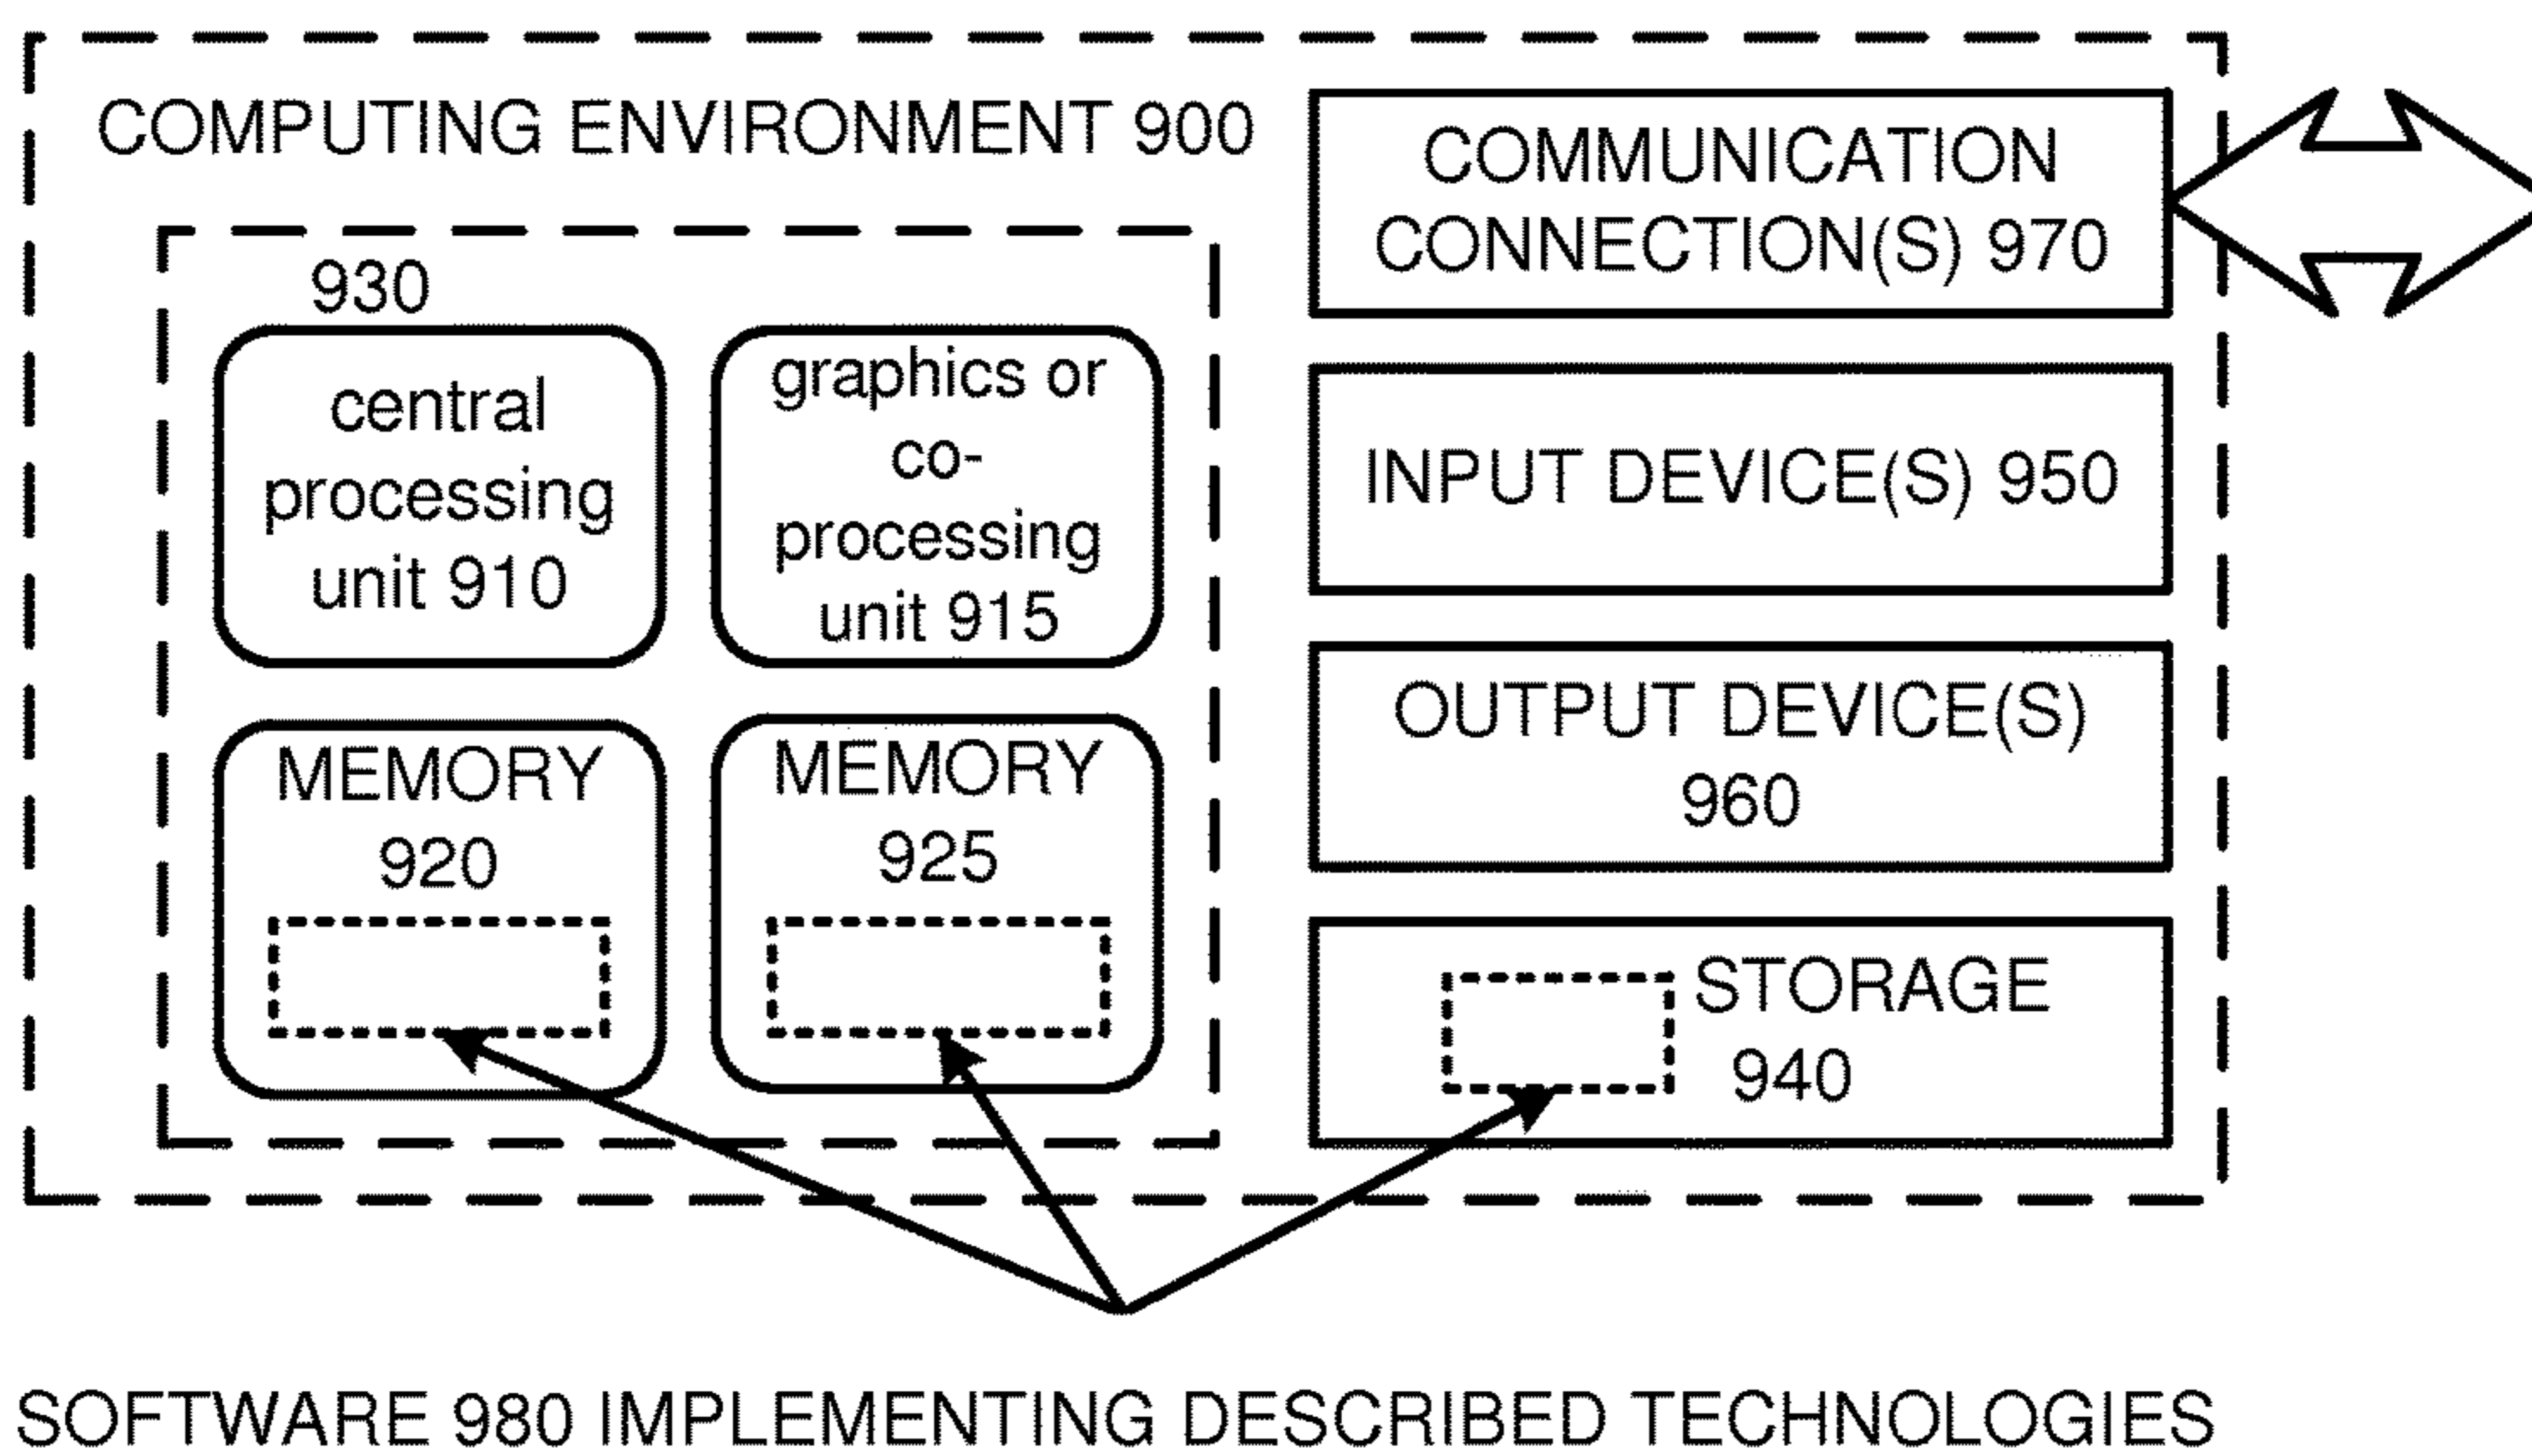 COMPUTING ENVIRONMENT 900
930
central
processing
unit 910
graphics or
co-
processing
unit 915
MEMORY
920
MEMORY
925
COMMUNICATION
CONNECTION(S) 970
INPUT DEVICE(S) 950
OUTPUT DEVICE(S)
960
STORAGE
940
SOFTWARE 980 IMPLEMENTING DESCRIBED TECHNOLOGIES